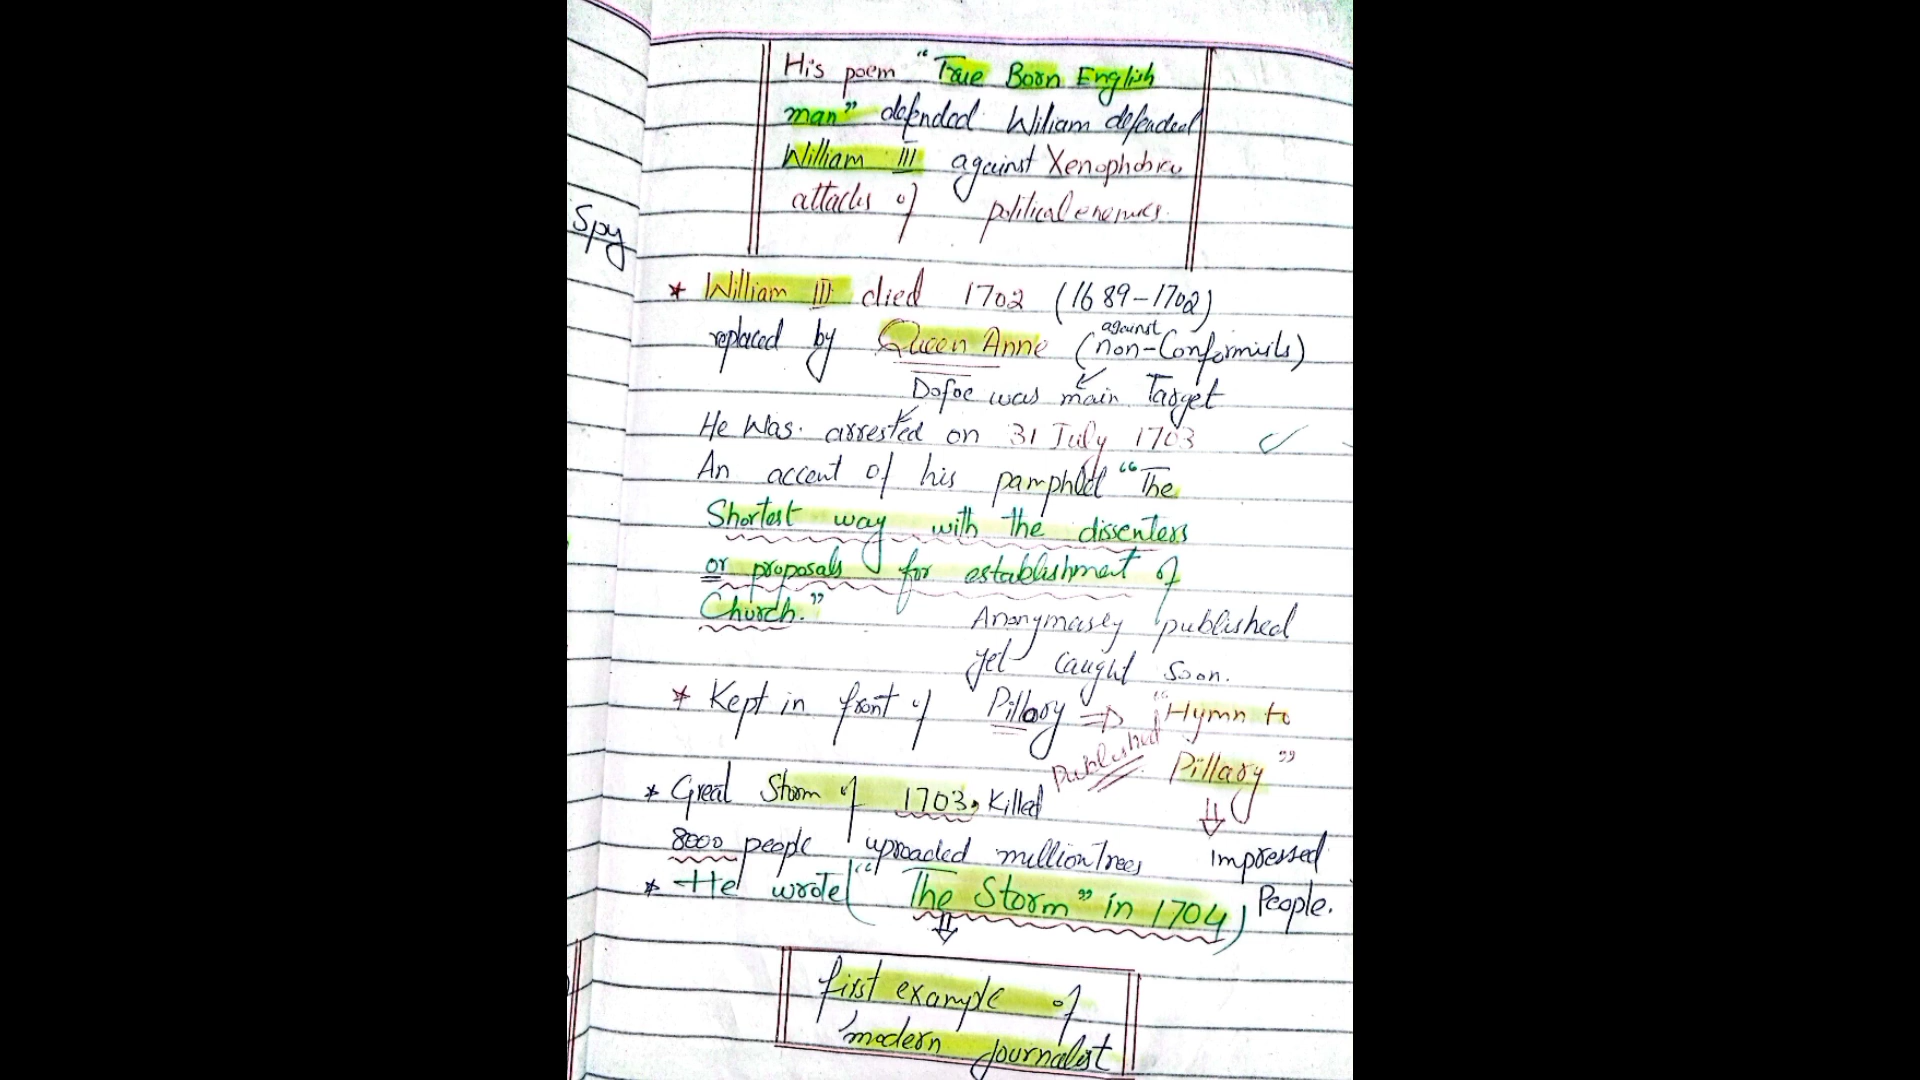 His poem "True Born English
man" defended Wiliam defended
William III against Xenophobic
attacks of political enemies.
Spy
* William III died 1702 (1689-1702)
replaced by Queen Anne (against non-Conformists)
Dofoe was main Target
He Was arrested on 31 July 1703
An accent of his pamphlet "The
Shortest way with the dissenters
or proposals for establishment of
Church."
Anonymasly published
yet caught soon.
* Kept in front of Pillory ⇒ "Hymn to
Published Pillary"
* Great Storm of 1703, Killed
8000 people uproaded million Trees
impressed
People.
* He wrote ("The Storm" in 1704)
first example of
modern journalist